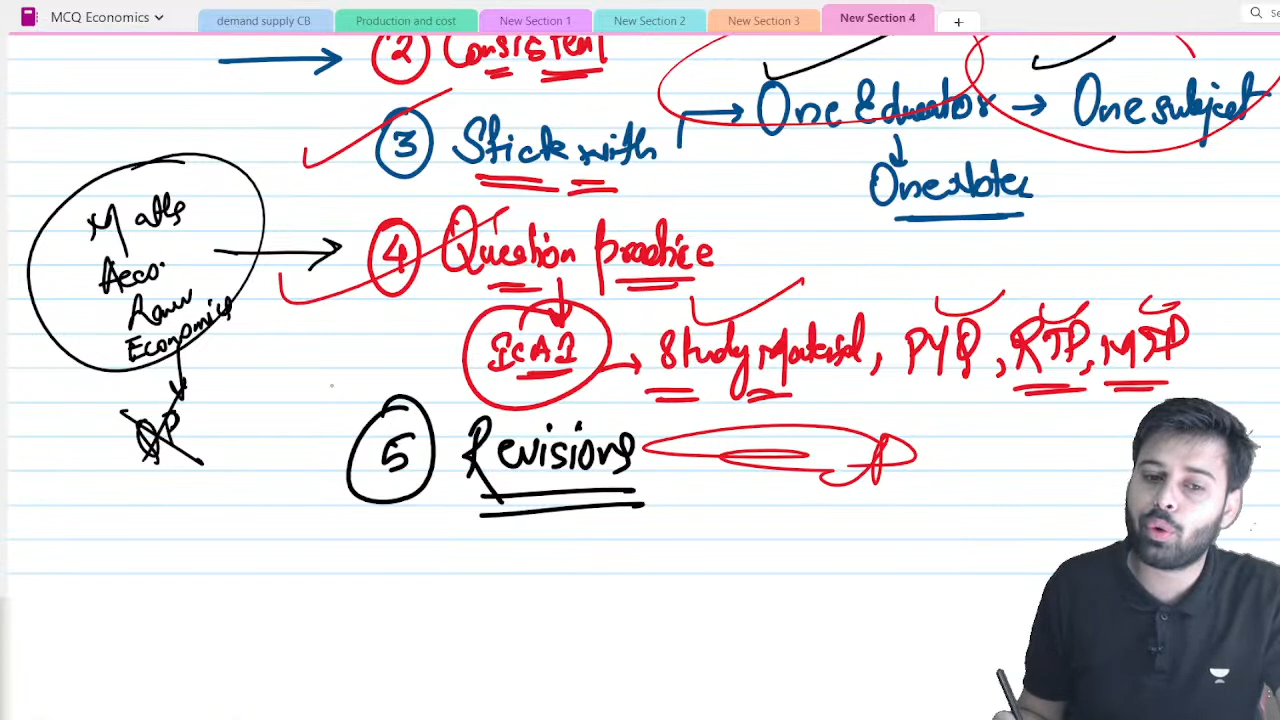 MCQ Economics
demand supply CB
Production and cost
New Section 1
New Section 2
New Section 3
New Section 4
+
2 Consistent
3 Stick with → One Educator → One subject
One Notes
Maths
Acco.
Law
Economics
QP
4 Question practice
ICAI → Study Material, PYQ, RTP, MTP
5 Revisions